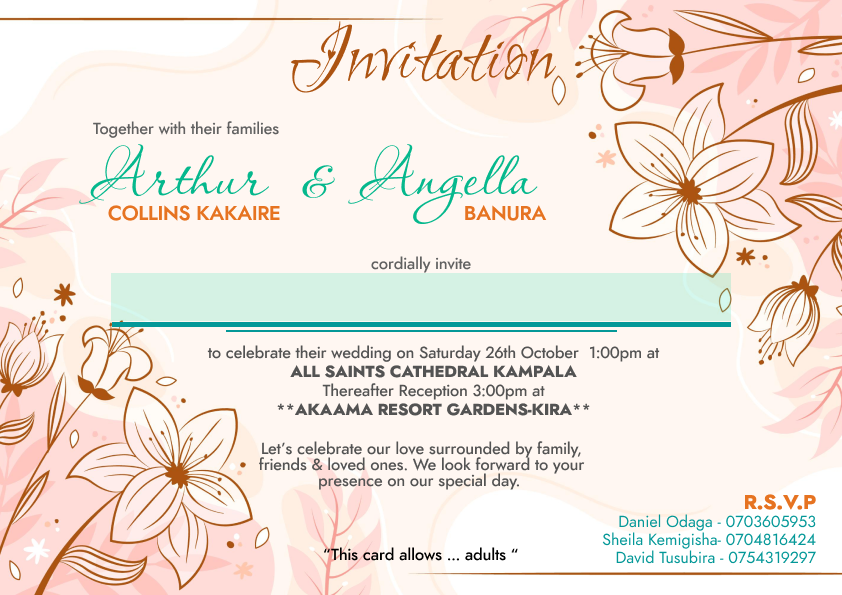 Invitation
Together with their families
Arthur & Angella
COLLINS KAKAIRE BANURA
cordially invite
to celebrate their wedding on Saturday 26th October 1:00pm at
ALL SAINTS CATHEDRAL KAMPALA
Thereafter Reception 3:00pm at
**AKAAMA RESORT GARDENS-KIRA**
Let’s celebrate our love surrounded by family,
friends & loved ones. We look forward to your
presence on our special day.
R.S.V.P
Daniel Odaga - 0703605953
Sheila Kemigisha- 0704816424
David Tusubira - 0754319297
“This card allows ... adults “